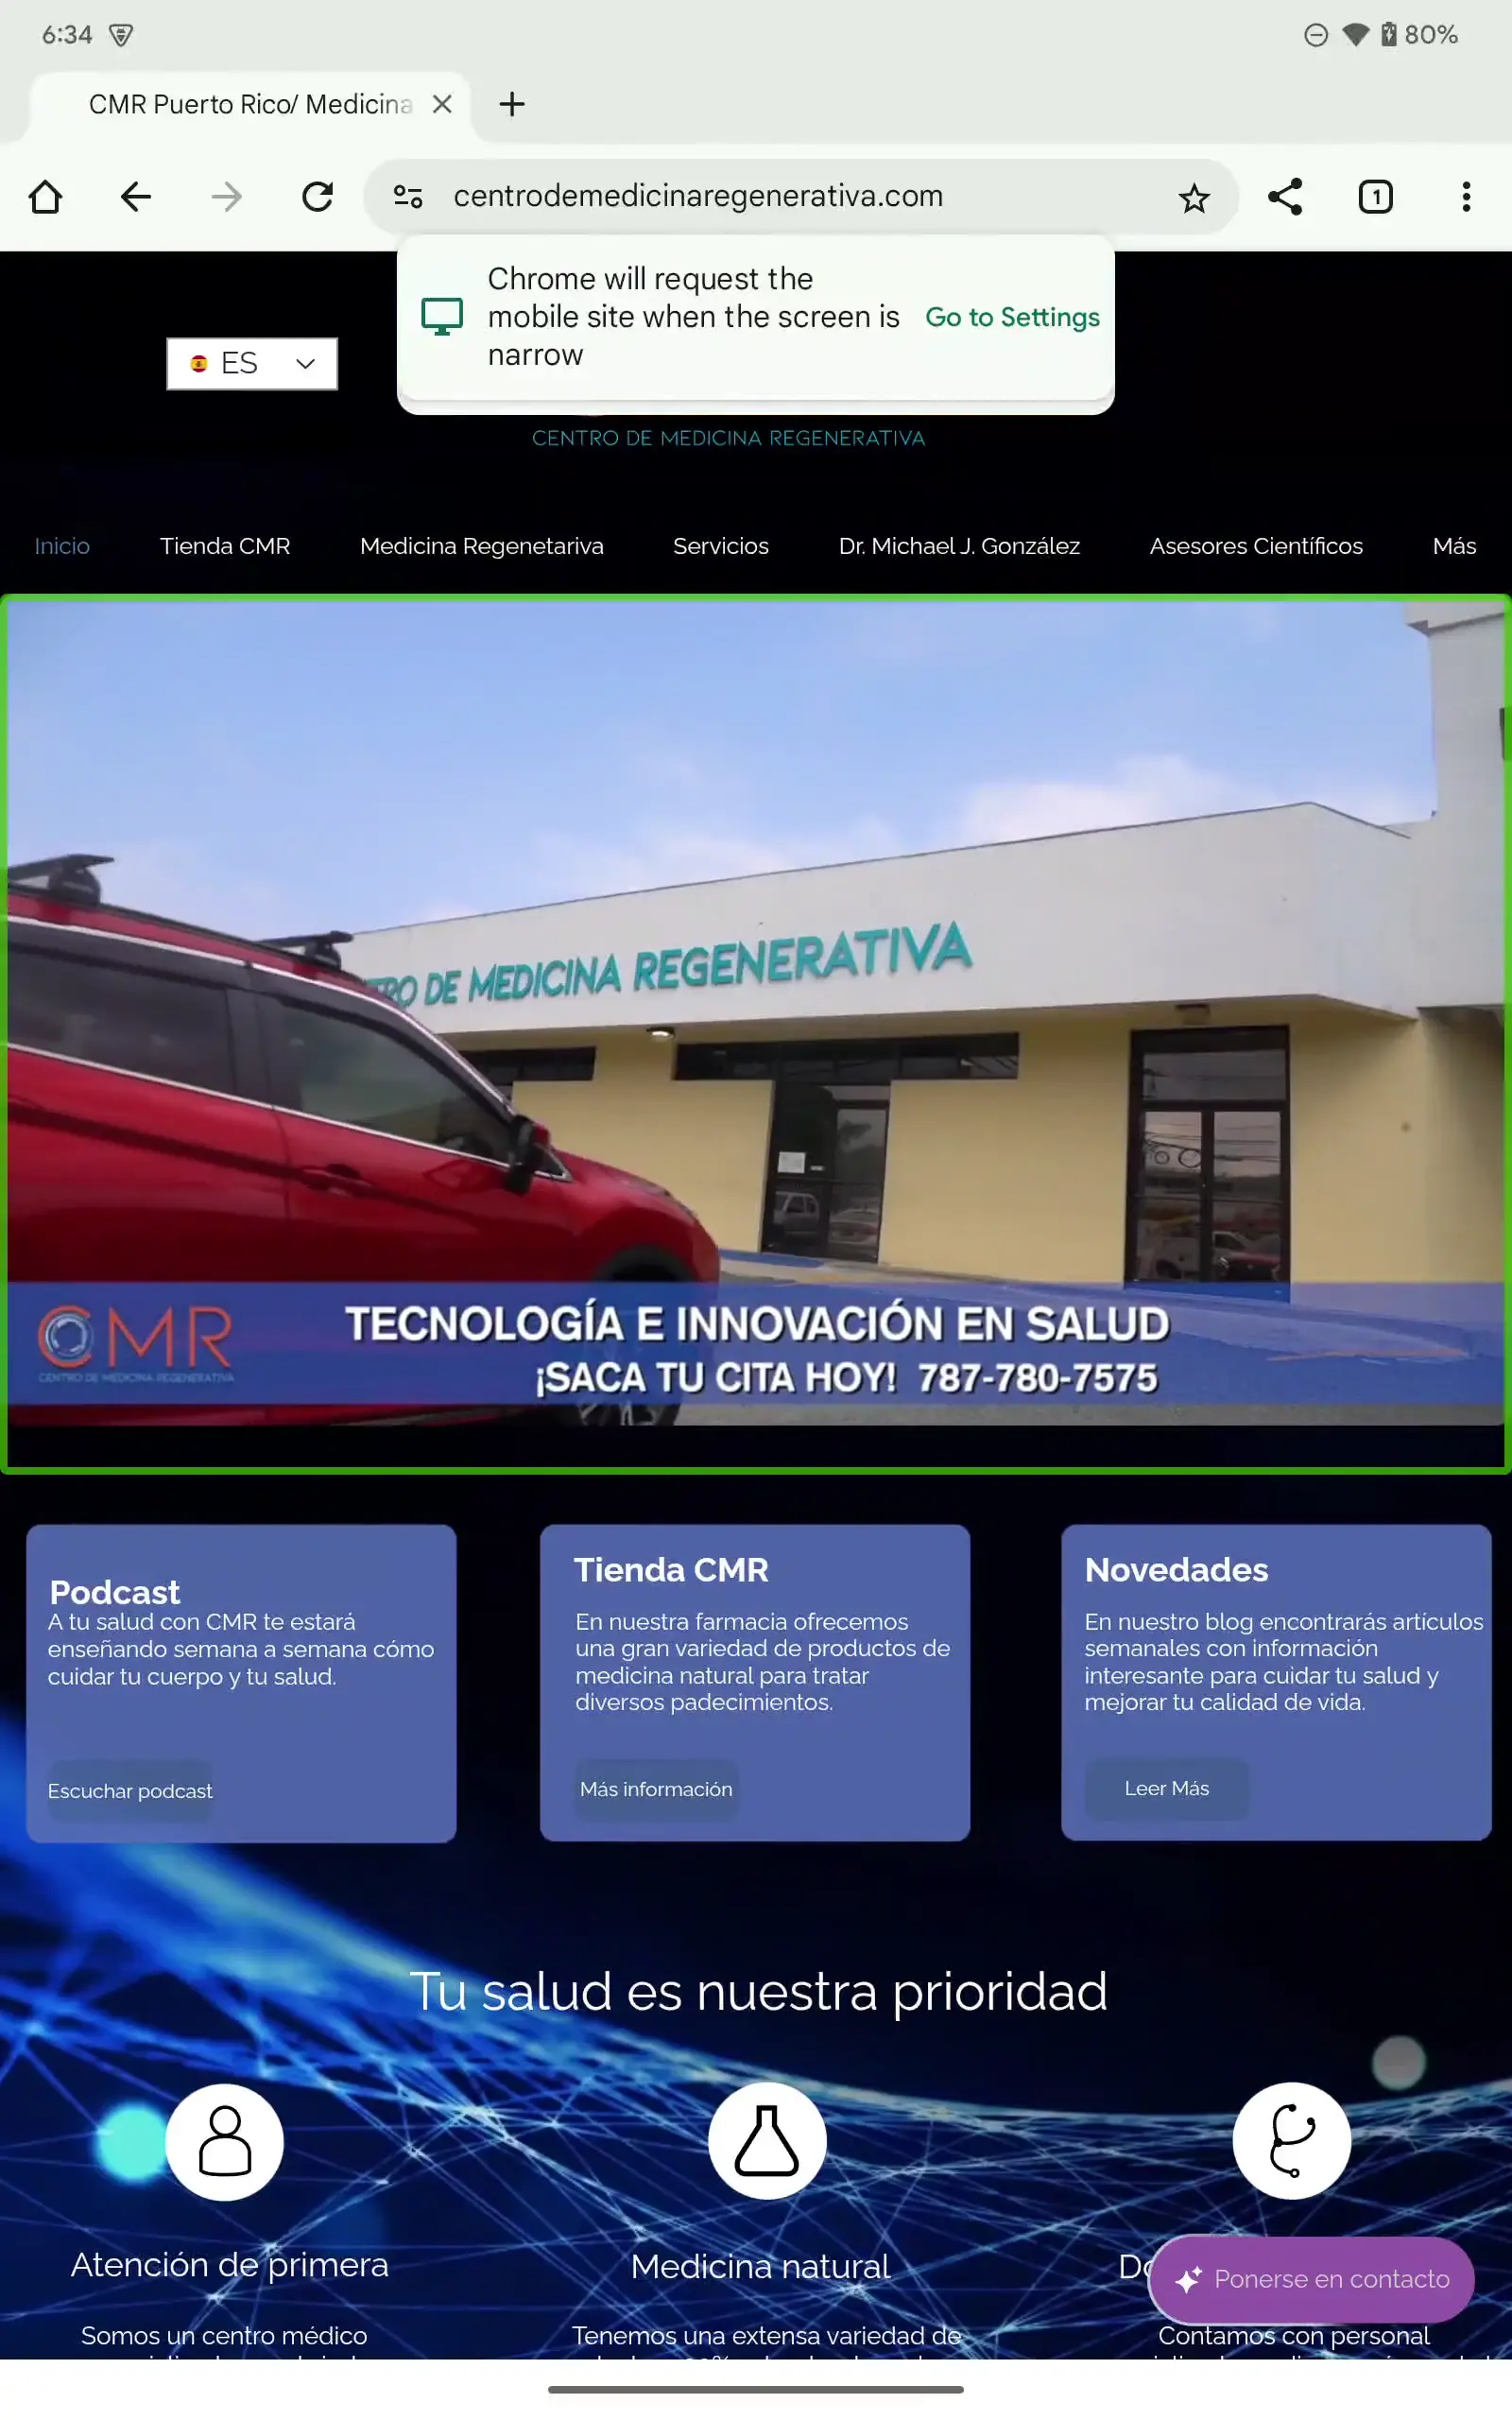 6:34
80%
CMR Puerto Rico/ Medicina
centrodemedicinaregenerativa.com
1
Chrome will request the
mobile site when the screen is
narrow
Go to Settings
ES
CENTRO DE MEDICINA REGENERATIVA
Inicio
Tienda CMR
Medicina Regenetariva
Servicios
Dr. Michael J. González
Asesores Científicos
Más
RO DE MEDICINA REGENERATIVA
CMR
CENTRO DE MEDICINA REGENERATIVA
TECNOLOGÍA E INNOVACIÓN EN SALUD
¡SACA TU CITA HOY! 787-780-7575
Podcast
A tu salud con CMR te estará
enseñando semana a semana cómo
cuidar tu cuerpo y tu salud.
Escuchar podcast
Tienda CMR
En nuestra farmacia ofrecemos
una gran variedad de productos de
medicina natural para tratar
diversos padecimientos.
Más información
Novedades
En nuestro blog encontrarás artículos
semanales con información
interesante para cuidar tu salud y
mejorar tu calidad de vida.
Leer Más
Tu salud es nuestra prioridad
Atención de primera
Somos un centro médico
Medicina natural
Tenemos una extensa variedad de
Ponerse en contacto
Contamos con personal